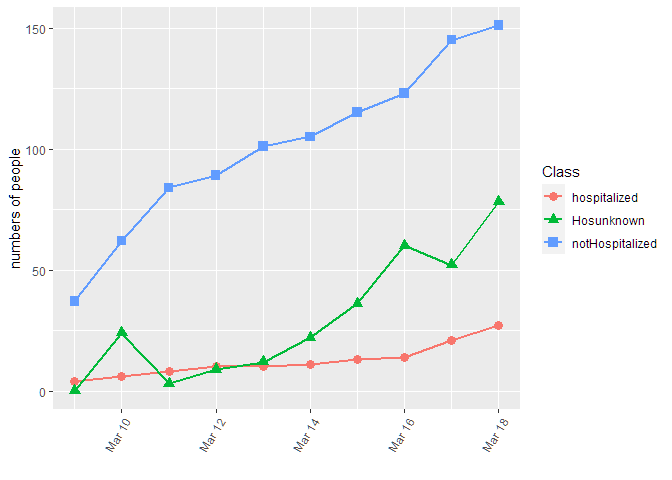 150
100
50
0
numbers of people
Mar 10
Mar 12
Mar 14
Mar 16
Mar 18
Class
hospitalized
Hosunknown
notHospitalized